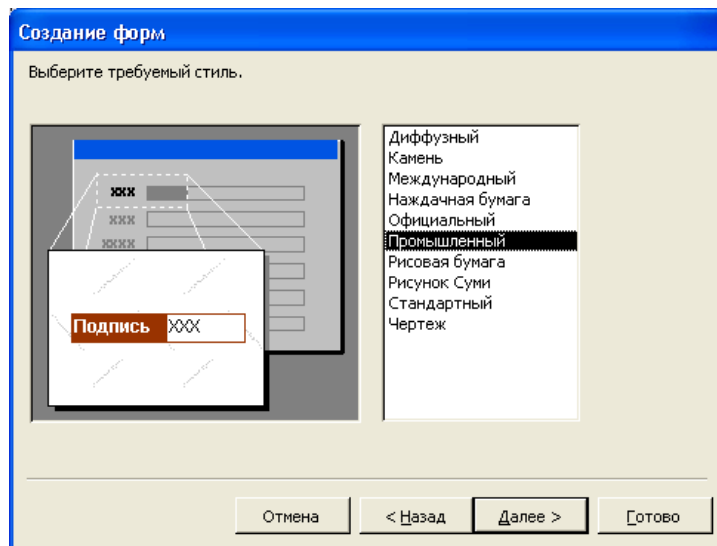 Создание форм
Выберите требуемый стиль.
xxx
xxx
xxxx
Подпись XXX
Диффузный
Камень
Международный
Наждачная бумага
Официальный
Промышленный
Рисовая бумага
Рисунок Суми
Стандартный
Чертеж
Отмена
< Назад
Далее >
Готово